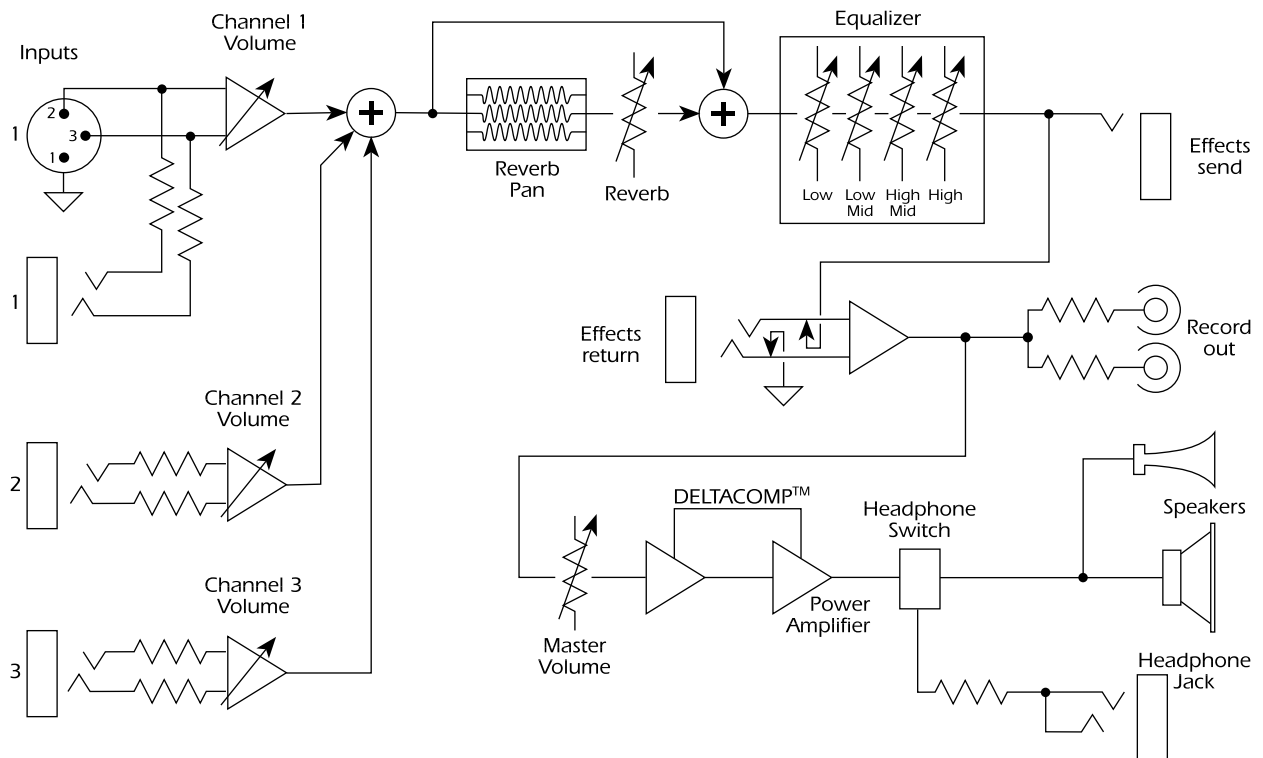 Inputs
Channel 1
Volume
1
2
3
1
1
Reverb
Pan
Reverb
Equalizer
Low
Low
Mid
High
Mid
High
Effects
send
Effects
return
Record
out
Channel 2
Volume
2
Channel 3
Volume
3
DELTACOMP™
Master
Volume
Power
Amplifier
Headphone
Switch
Speakers
Headphone
Jack